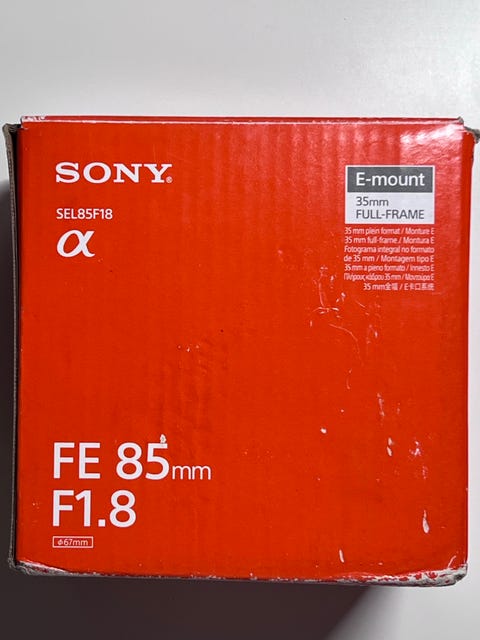 SONY®
SEL85F18
α
E-mount
35mm
FULL-FRAME
35 mm plein format / Monture E
35 mm full-frame / Montura E
Fotograma integral no formato
de 35 mm / Montagem tipo E
35 mm a pieno formato / Innesto E
Πλήρους κάδρου 35 mm / Μοντούρα E
35 mm全幅 / E卡口系统
FE 85mm
F1.8
ϕ67mm